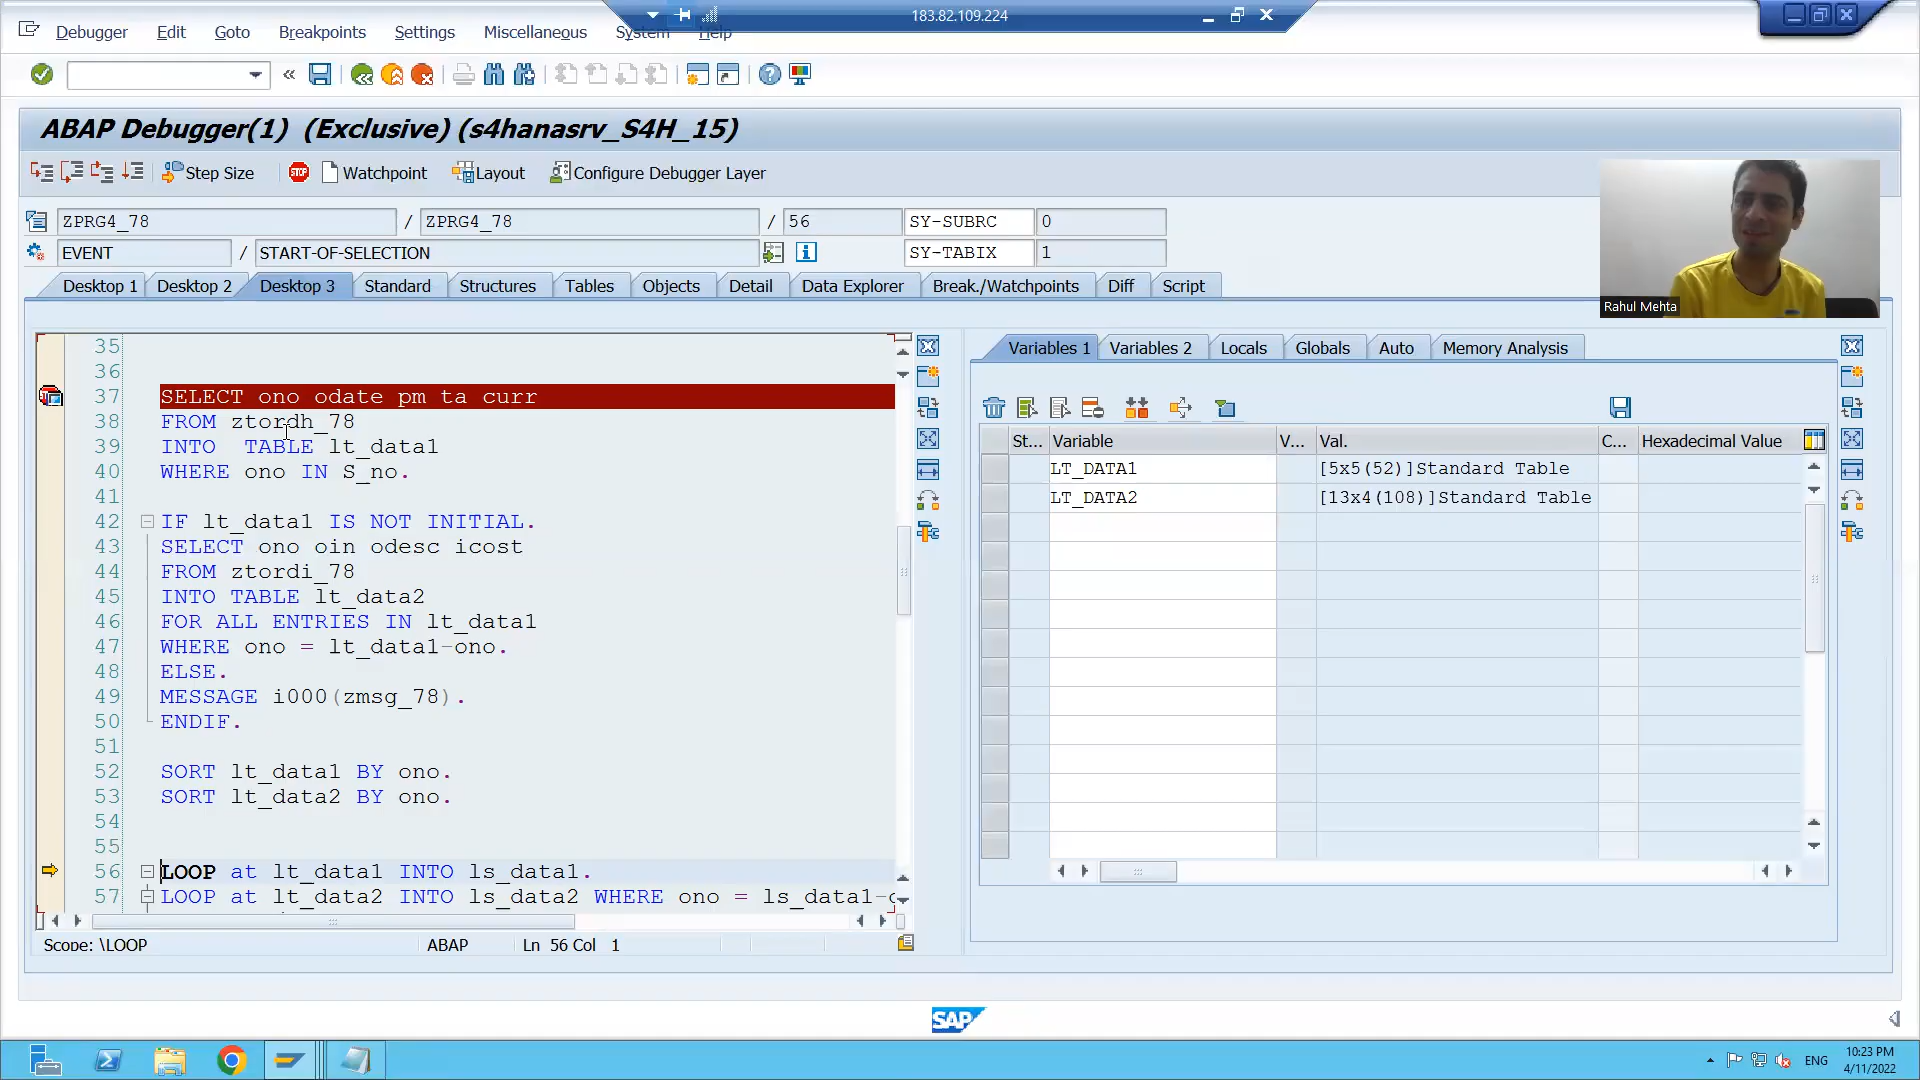 183.82.109.224
Debugger Edit Goto Breakpoints Settings Miscellaneous System Help
ABAP Debugger(1) (Exclusive) (s4hanasrv_S4H_15)
Step Size STOP Watchpoint Layout Configure Debugger Layer
ZPRG4_78 / ZPRG4_78 / 56 SY-SUBRC 0
EVENT / START-OF-SELECTION SY-TABIX 1
Rahul Mehta
Desktop 1 Desktop 2 Desktop 3 Standard Structures Tables Objects Detail Data Explorer Break./Watchpoints Diff Script
35
36
37 SELECT ono odate pm ta curr
38 FROM ztordh_78
39 INTO TABLE lt_data1
40 WHERE ono IN S_no.
41
42 IF lt_data1 IS NOT INITIAL.
43 SELECT ono oin odesc icost
44 FROM ztordi_78
45 INTO TABLE lt_data2
46 FOR ALL ENTRIES IN lt_data1
47 WHERE ono = lt_data1-ono.
48 ELSE.
49 MESSAGE i000(zmsg_78).
50 ENDIF.
51
52 SORT lt_data1 BY ono.
53 SORT lt_data2 BY ono.
54
55
56 LOOP at lt_data1 INTO ls_data1.
57 LOOP at lt_data2 INTO ls_data2 WHERE ono = ls_data1-o
Scope: \LOOP ABAP Ln 56 Col 1
Variables 1 Variables 2 Locals Globals Auto Memory Analysis
St... Variable V... Val. C... Hexadecimal Value
LT_DATA1 [5x5(52)]Standard Table
LT_DATA2 [13x4(108)]Standard Table
SAP
ENG
10:23 PM
4/11/2022